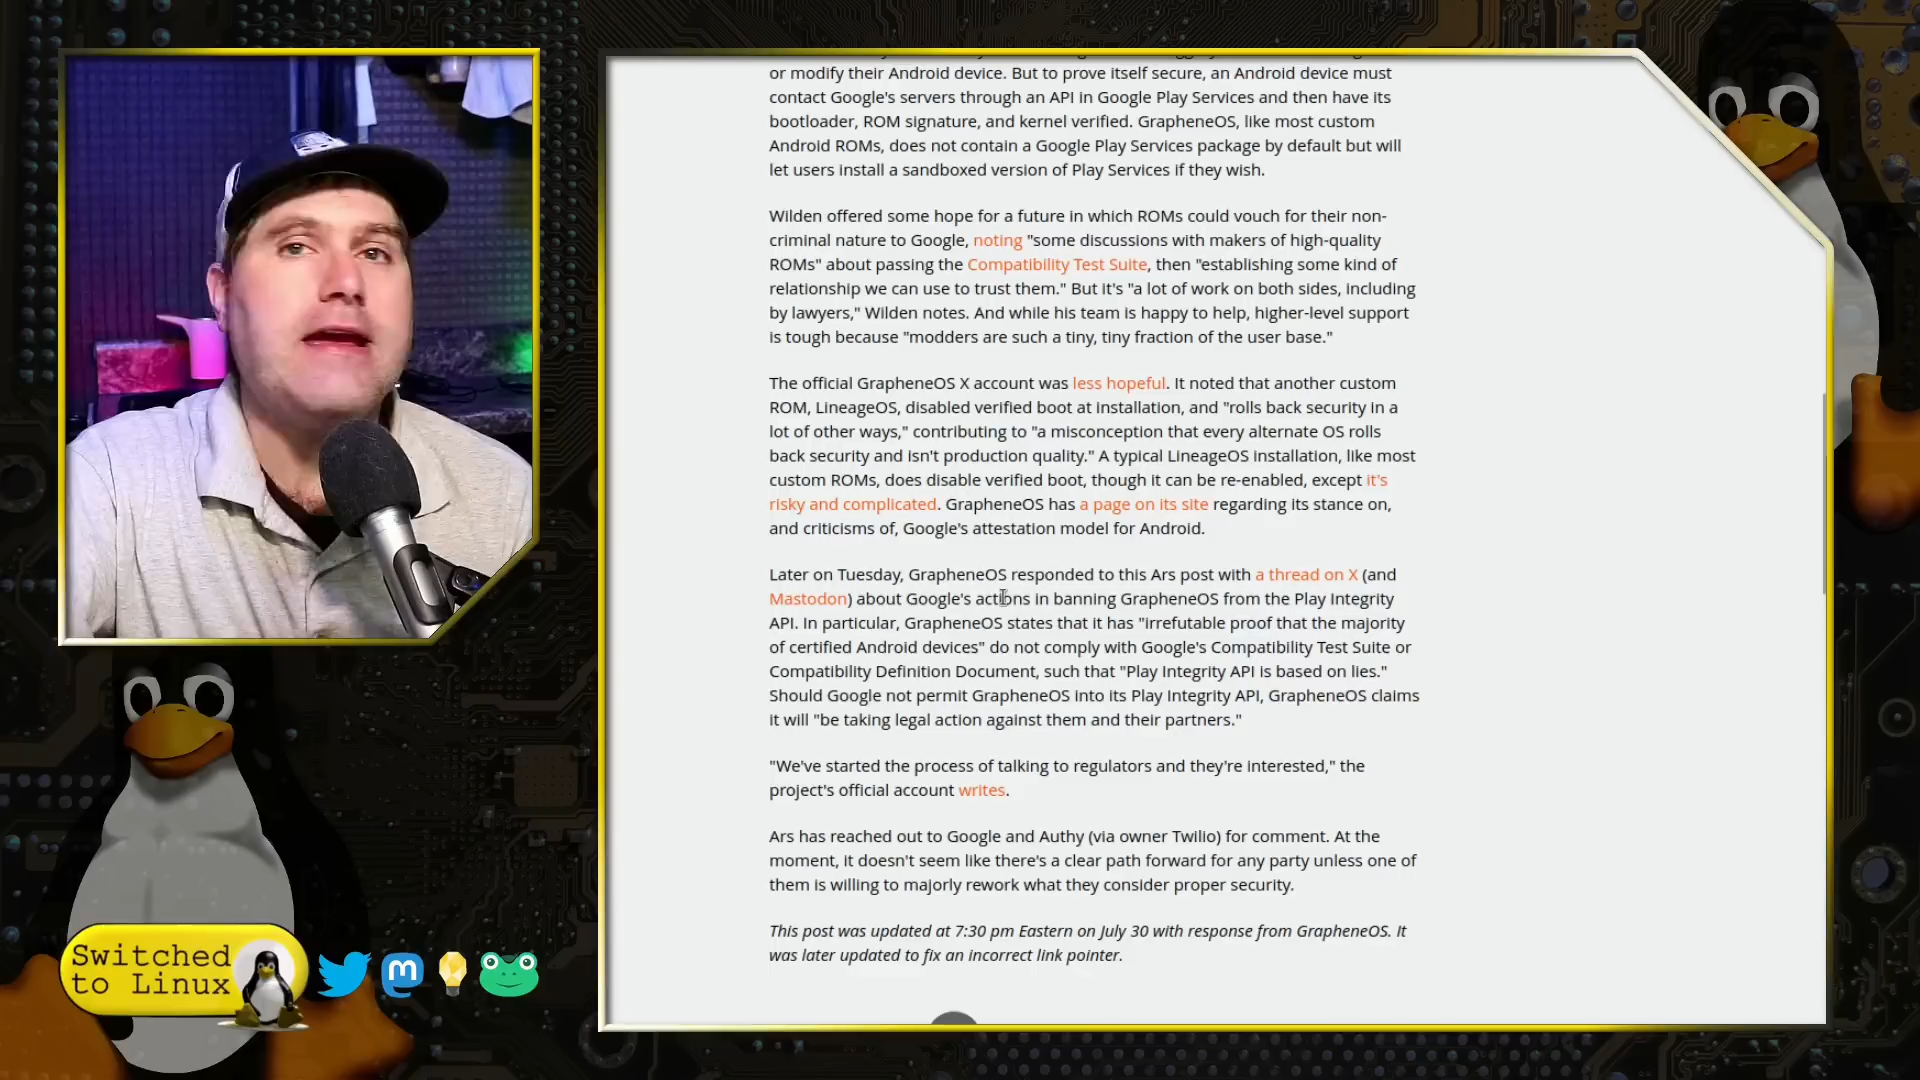 or modify their Android device. But to prove itself secure, an Android device must
contact Google's servers through an API in Google Play Services and then have its
bootloader, ROM signature, and kernel verified. GrapheneOS, like most custom
Android ROMs, does not contain a Google Play Services package by default but will
let users install a sandboxed version of Play Services if they wish.
Wilden offered some hope for a future in which ROMs could vouch for their non-
criminal nature to Google, noting "some discussions with makers of high-quality
ROMs" about passing the Compatibility Test Suite, then "establishing some kind of
relationship we can use to trust them." But it's "a lot of work on both sides, including
by lawyers," Wilden notes. And while his team is happy to help, higher-level support
is tough because "modders are such a tiny, tiny fraction of the user base."
The official GrapheneOS X account was less hopeful. It noted that another custom
ROM, LineageOS, disabled verified boot at installation, and "rolls back security in a
lot of other ways," contributing to "a misconception that every alternate OS rolls
back security and isn't production quality." A typical LineageOS installation, like most
custom ROMs, does disable verified boot, though it can be re-enabled, except it's
risky and complicated. GrapheneOS has a page on its site regarding its stance on,
and criticisms of, Google's attestation model for Android.
Later on Tuesday, GrapheneOS responded to this Ars post with a thread on X (and
Mastodon) about Google's actions in banning GrapheneOS from the Play Integrity
API. In particular, GrapheneOS states that it has "irrefutable proof that the majority
of certified Android devices" do not comply with Google's Compatibility Test Suite or
Compatibility Definition Document, such that "Play Integrity API is based on lies."
Should Google not permit GrapheneOS into its Play Integrity API, GrapheneOS claims
it will "be taking legal action against them and their partners."
"We've started the process of talking to regulators and they're interested," the
project's official account writes.
Ars has reached out to Google and Authy (via owner Twilio) for comment. At the
moment, it doesn't seem like there's a clear path forward for any party unless one of
them is willing to majorly rework what they consider proper security.
This post was updated at 7:30 pm Eastern on July 30 with response from GrapheneOS. It
was later updated to fix an incorrect link pointer.
Switched
to Linux